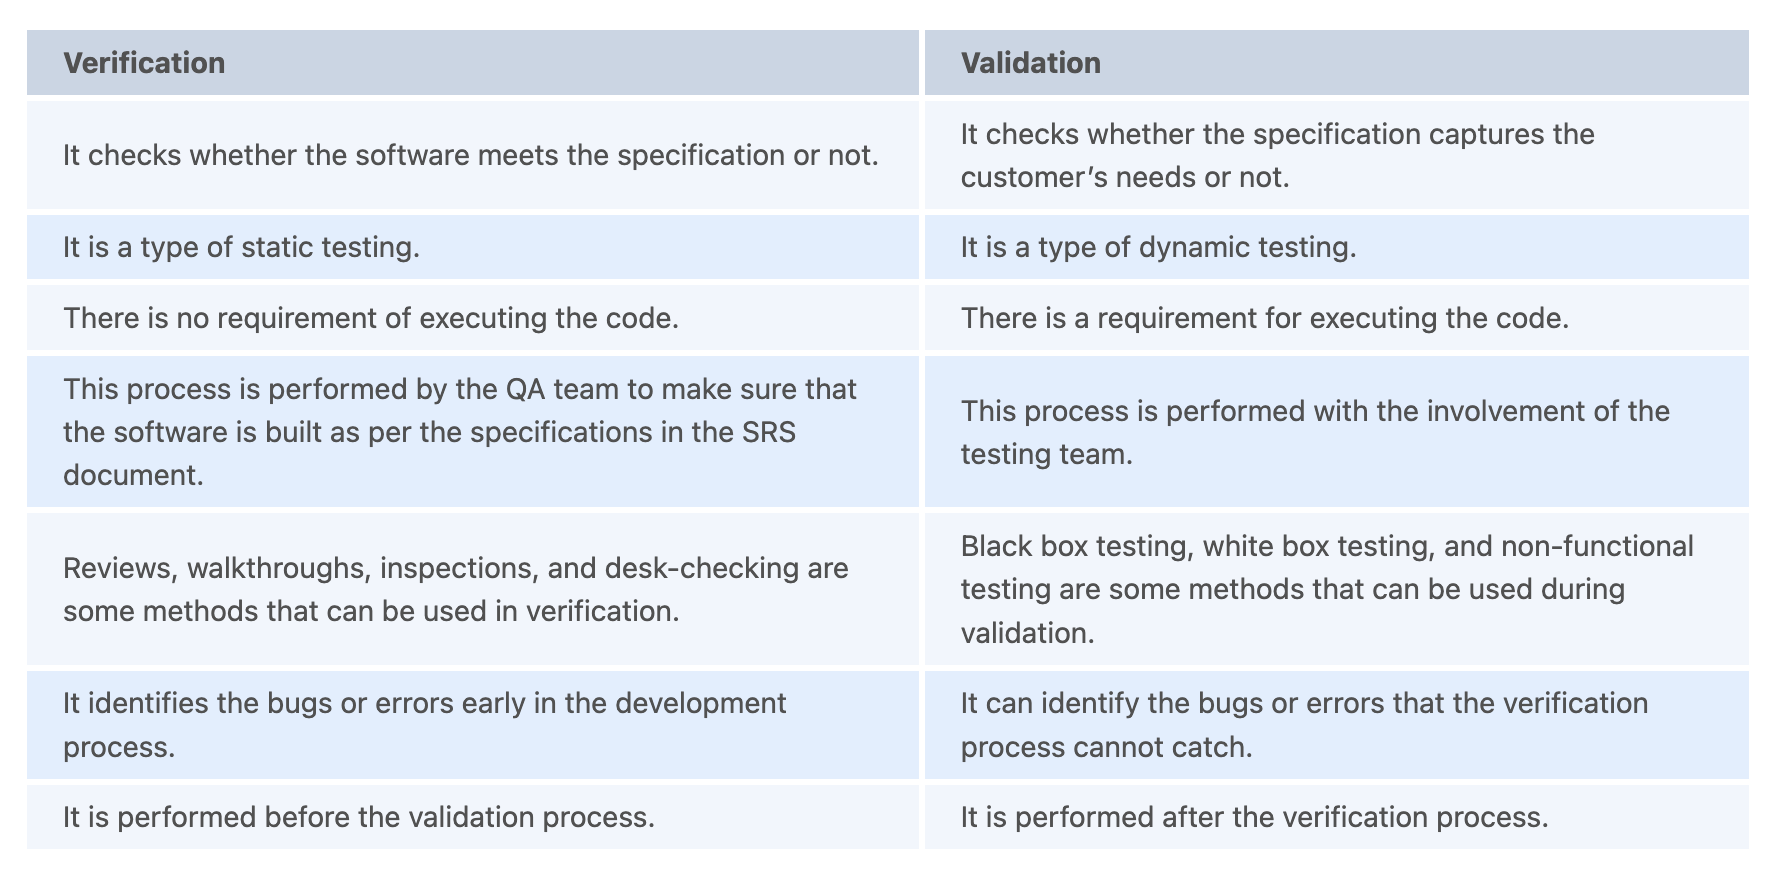 Verification
Validation
It checks whether the software meets the specification or not.
It checks whether the specification captures the
customer’s needs or not.
It is a type of static testing.
It is a type of dynamic testing.
There is no requirement of executing the code.
There is a requirement for executing the code.
This process is performed by the QA team to make sure that
the software is built as per the specifications in the SRS
document.
This process is performed with the involvement of the
testing team.
Reviews, walkthroughs, inspections, and desk-checking are
some methods that can be used in verification.
Black box testing, white box testing, and non-functional
testing are some methods that can be used during
validation.
It identifies the bugs or errors early in the development
process.
It can identify the bugs or errors that the verification
process cannot catch.
It is performed before the validation process.
It is performed after the verification process.